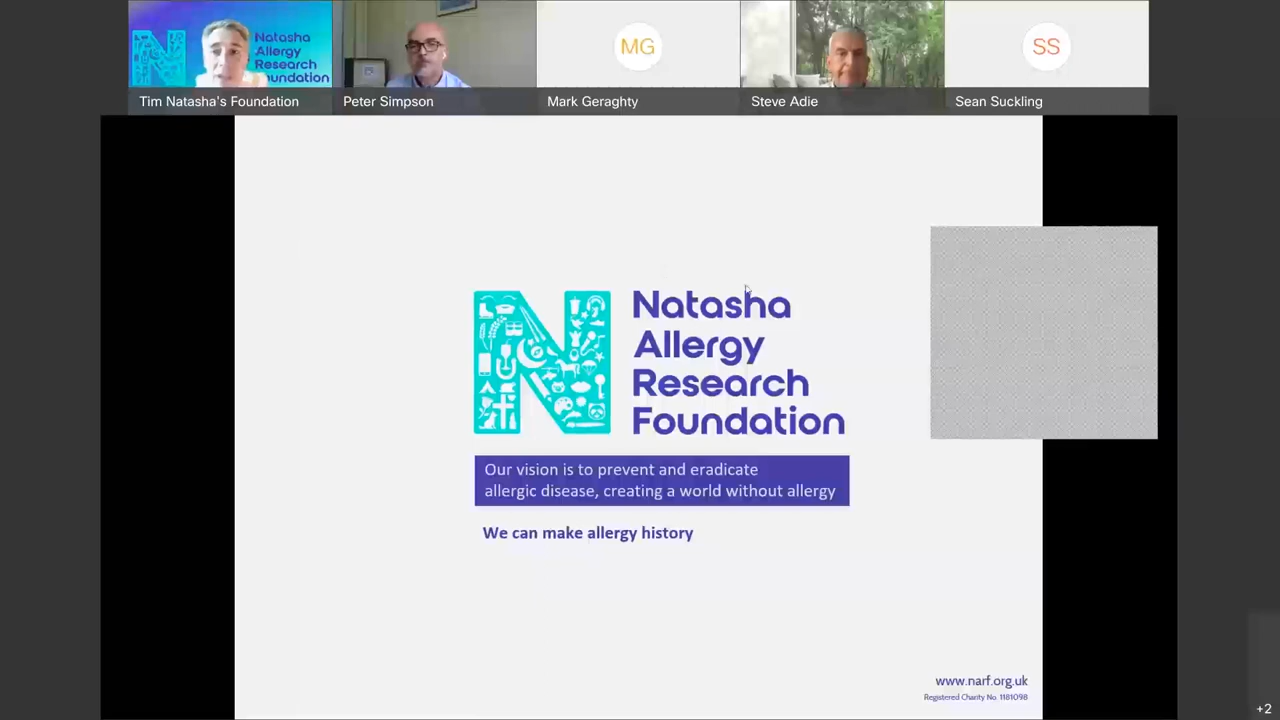 Natasha
Allergy
Research
Foundation
Tim Natasha's Foundation
Peter Simpson
MG
Mark Geraghty
Steve Adie
SS
Sean Suckling
Natasha
Allergy
Research
Foundation
Our vision is to prevent and eradicate
allergic disease, creating a world without allergy
We can make allergy history
www.narf.org.uk
Registered Charity No. 1181098
+2